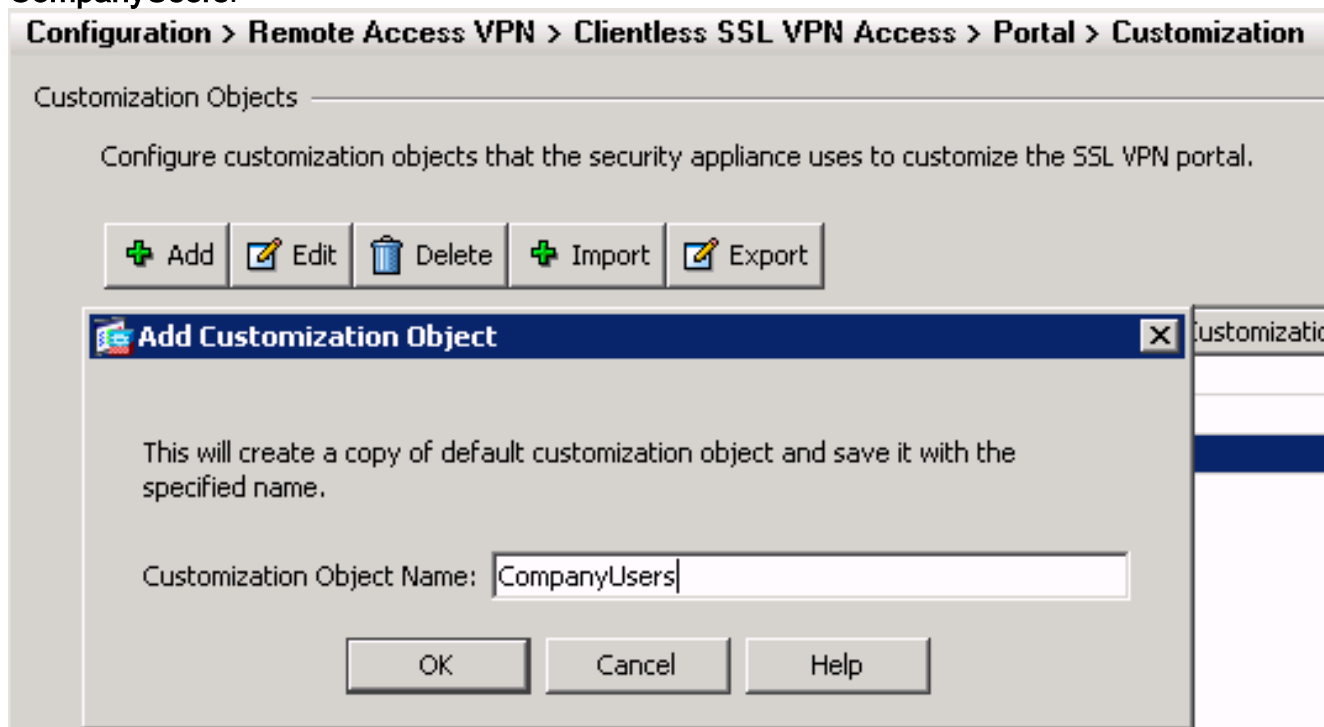 CompanyUsers.
Configuration > Remote Access VPN > Clientless SSL VPN Access > Portal > Customization
Customization Objects
Configure customization objects that the security appliance uses to customize the SSL VPN portal.
Add Edit Delete Import Export
Add Customization Object
ustomizatio
This will create a copy of default customization object and save it with the
specified name.
Customization Object Name: CompanyUsers
OK Cancel Help